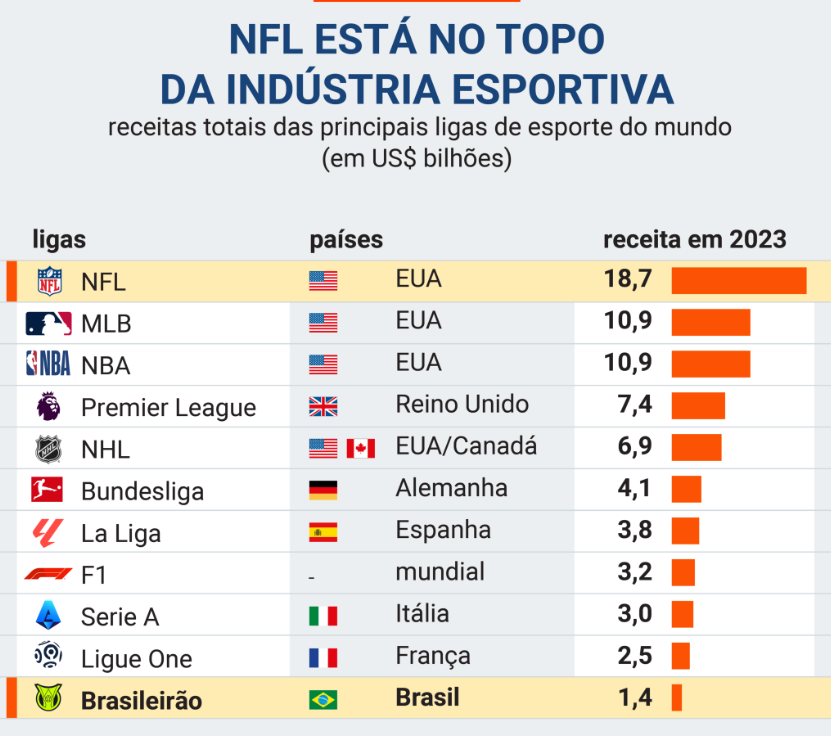 NFL ESTÁ NO TOPO
DA INDÚSTRIA ESPORTIVA
receitas totais das principais ligas de esporte do mundo
(em US$ bilhões)
ligas países receita em 2023
NFL NFL EUA 18,7
MLB EUA 10,9
NBA NBA EUA 10,9
Premier League Reino Unido 7,4
NHL EUA/Canadá 6,9
Bundesliga Alemanha 4,1
La Liga Espanha 3,8
F1 - mundial 3,2
Serie A Itália 3,0
Ligue One França 2,5
Brasileirão Brasil 1,4